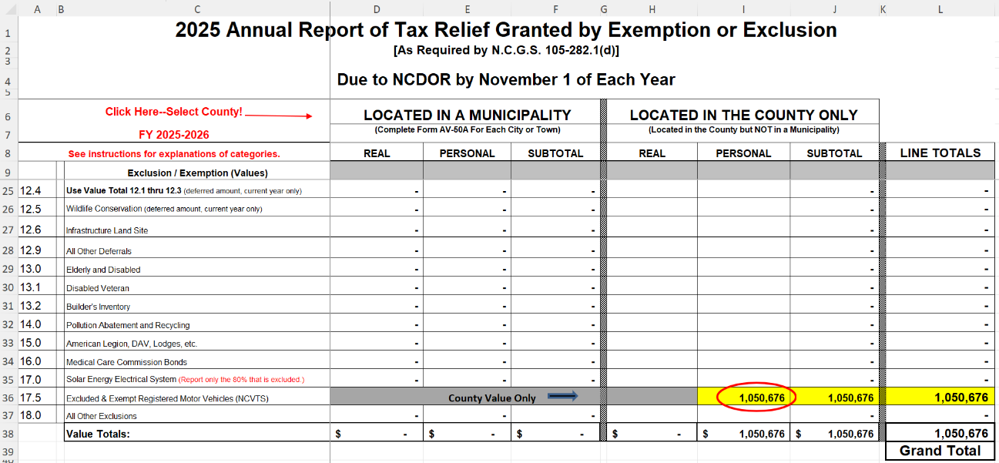 A B C D E F G H I J K L
1 2025 Annual Report of Tax Relief Granted by Exemption or Exclusion
2 [As Required by N.C.G.S. 105-282.1(d)]
3
4 Due to NCDOR by November 1 of Each Year
5
6 Click Here--Select County! LOCATED IN A MUNICIPALITY LOCATED IN THE COUNTY ONLY
7 FY 2025-2026 (Complete Form AV-50A For Each City or Town) (Located in the County but NOT in a Municipality)
8 See instructions for explanations of categories. REAL PERSONAL SUBTOTAL REAL PERSONAL SUBTOTAL LINE TOTALS
9 Exclusion / Exemption (Values)
25 12.4 Use Value Total 12.1 thru 12.3 (deferred amount, current year only) - - - - -
26 12.5 Wildlife Conservation (deferred amount, current year only) - - - - -
27 12.6 Infrastructure Land Site - - - - -
28 12.9 All Other Deferrals - - - - -
29 13.0 Elderly and Disabled - - - - -
30 13.1 Disabled Veteran - - - - -
31 13.2 Builder's Inventory - - - - -
32 14.0 Pollution Abatement and Recycling - - - - -
33 15.0 American Legion, DAV, Lodges, etc. - - - - -
34 16.0 Medical Care Commission Bonds - - - - -
35 17.0 Solar Energy Electrical System (Report only the 80% that is excluded.) - - - - -
36 17.5 Excluded & Exempt Registered Motor Vehicles (NCVTS) County Value Only 1,050,676 1,050,676 1,050,676
37 18.0 All Other Exclusions - - - - -
38 Value Totals: $ - $ - $ - $ - $ 1,050,676 $ 1,050,676 1,050,676
39 Grand Total